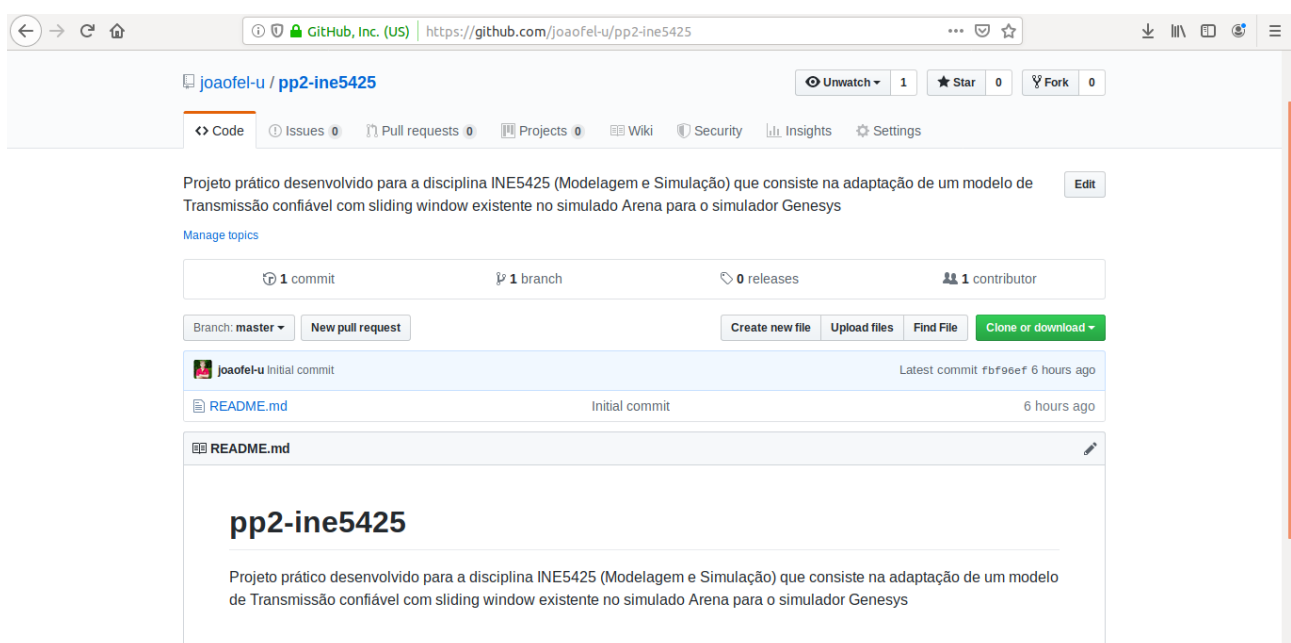 GitHub, Inc. (US) https://github.com/joaofel-u/pp2-ine5425
joaofel-u / pp2-ine5425 Unwatch 1 Star 0 Fork 0
Code Issues 0 Pull requests 0 Projects 0 Wiki Security Insights Settings
Projeto prático desenvolvido para a disciplina INE5425 (Modelagem e Simulação) que consiste na adaptação de um modelo de Edit
Transmissão confiável com sliding window existente no simulado Arena para o simulador Genesys
Manage topics
1 commit 1 branch 0 releases 1 contributor
Branch: master New pull request Create new file Upload files Find File Clone or download
joaofel-u Initial commit Latest commit fbf96ef 6 hours ago
README.md Initial commit 6 hours ago
README.md
pp2-ine5425
Projeto prático desenvolvido para a disciplina INE5425 (Modelagem e Simulação) que consiste na adaptação de um modelo
de Transmissão confiável com sliding window existente no simulado Arena para o simulador Genesys